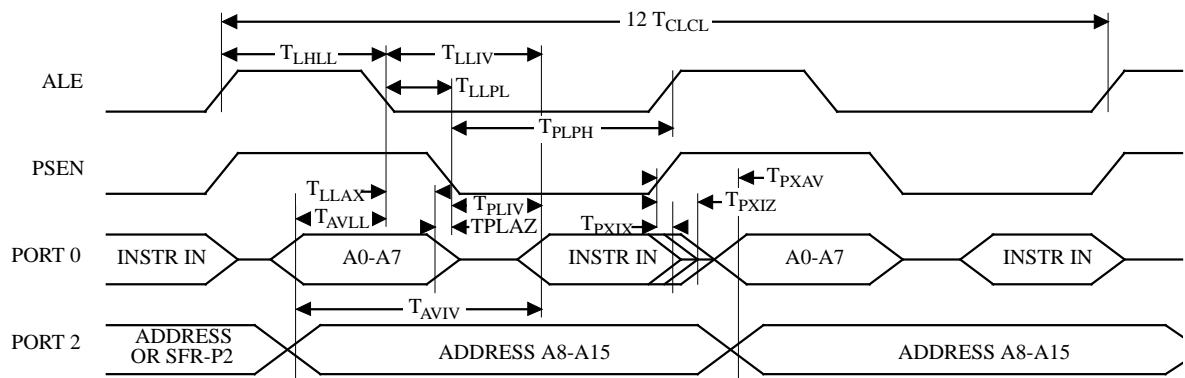 12 TCLCL
TLHLL TLLIV
ALE
TLLPL
TPLPH
PSEN
TLLAX TPXAV
TPLIV TPXIZ
TAVLL TPLAZ TPXIX
PORT 0 INSTR IN A0-A7 INSTR IN A0-A7 INSTR IN
TAVIV
PORT 2 ADDRESS OR SFR-P2 ADDRESS A8-A15 ADDRESS A8-A15